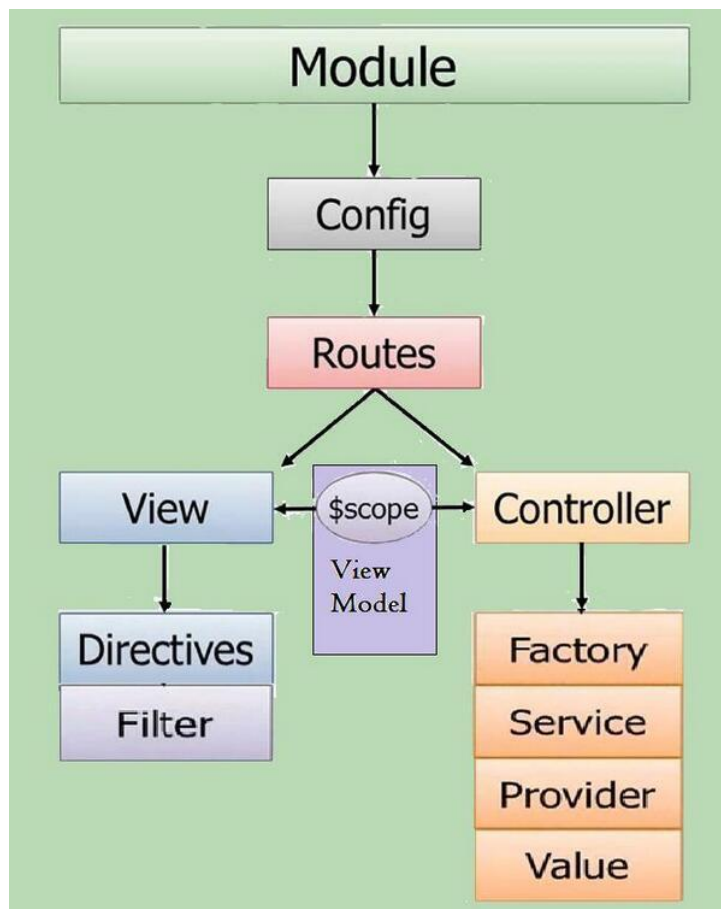 Module
Config
Routes
View
$scope
Controller
View
Model
Directives
Filter
Factory
Service
Provider
Value